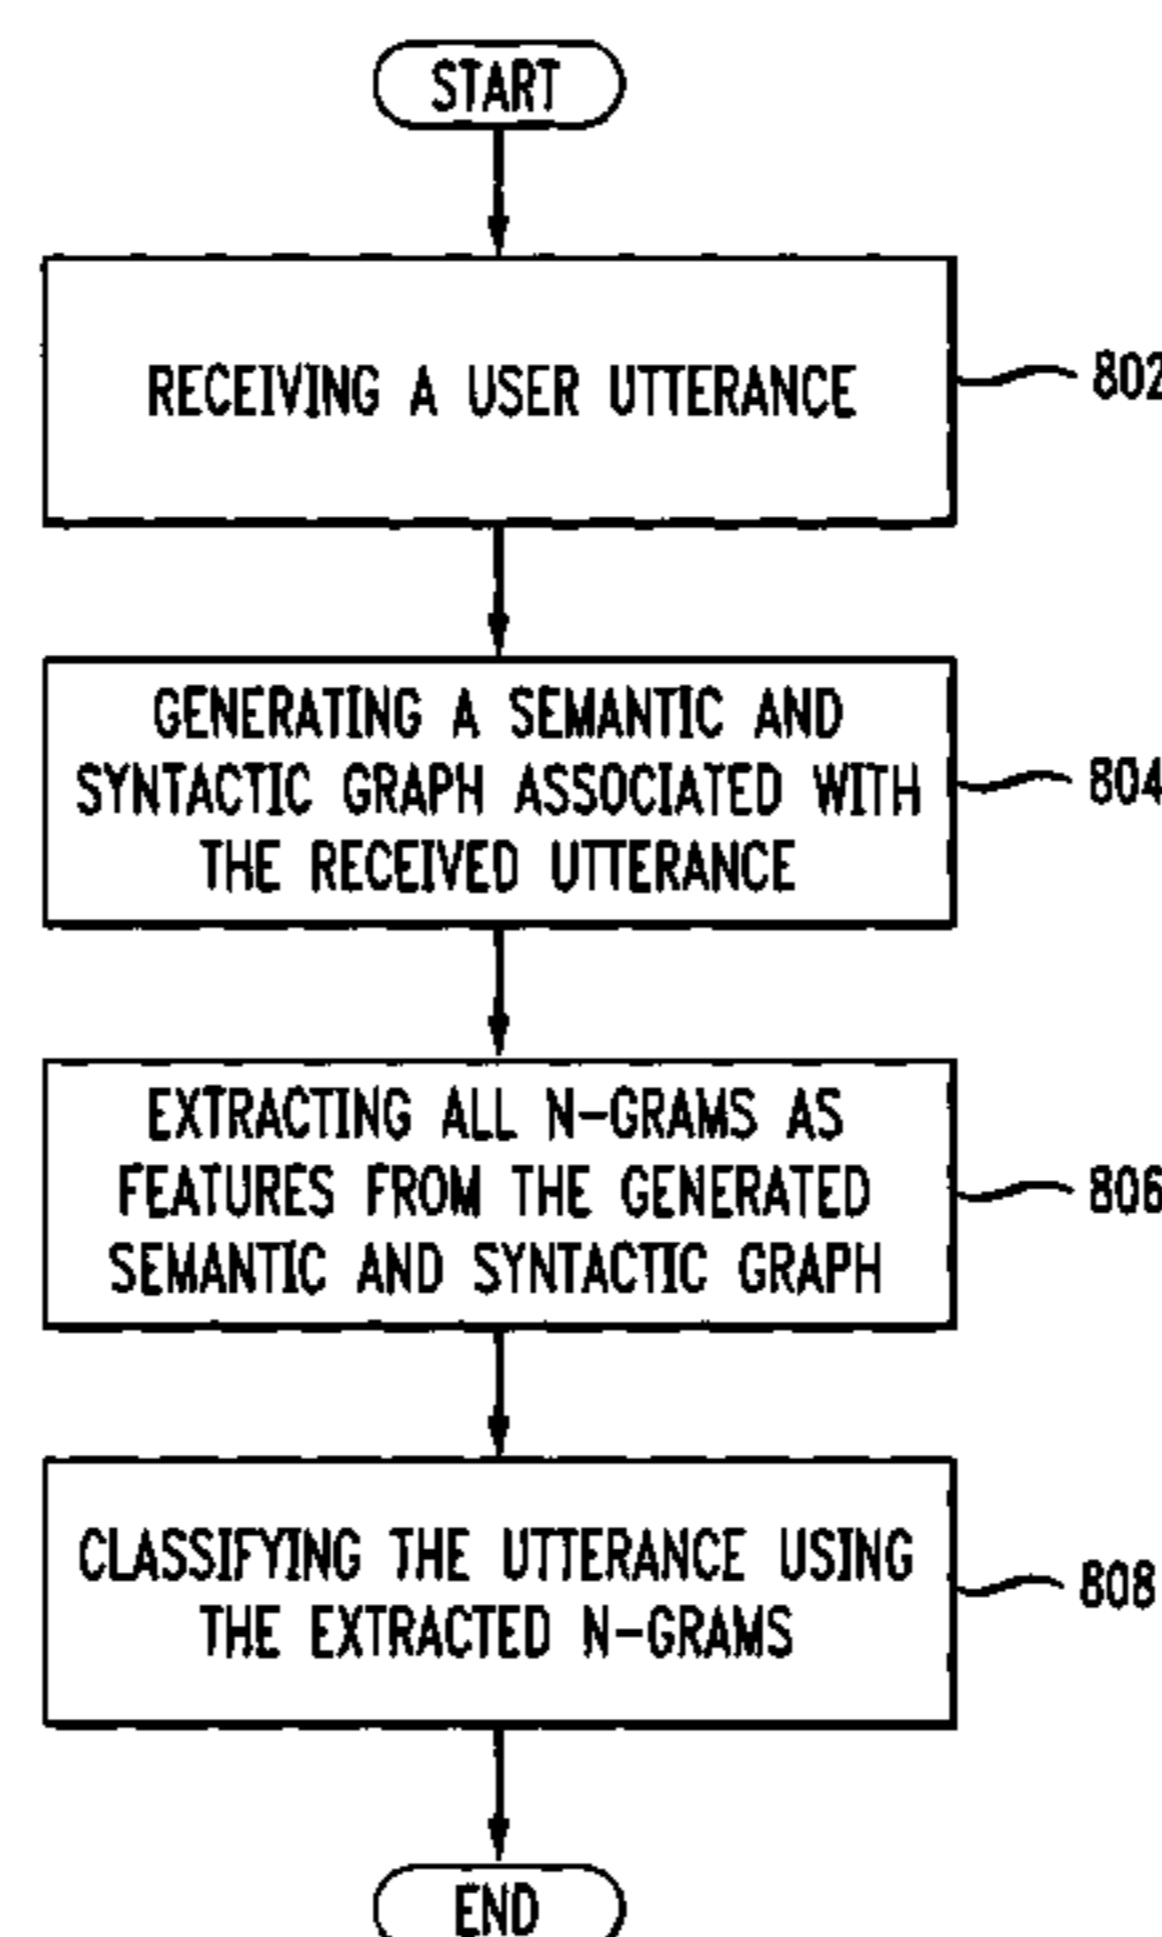 START
RECEIVING A USER UTTERANCE
802
GENERATING A SEMANTIC AND
SYNTACTIC GRAPH ASSOCIATED WITH
THE RECEIVED UTTERANCE
804
EXTRACTING ALL N-GRAMS AS
FEATURES FROM THE GENERATED
SEMANTIC AND SYNTACTIC GRAPH
806
CLASSIFYING THE UTTERANCE USING
THE EXTRACTED N-GRAMS
808
END